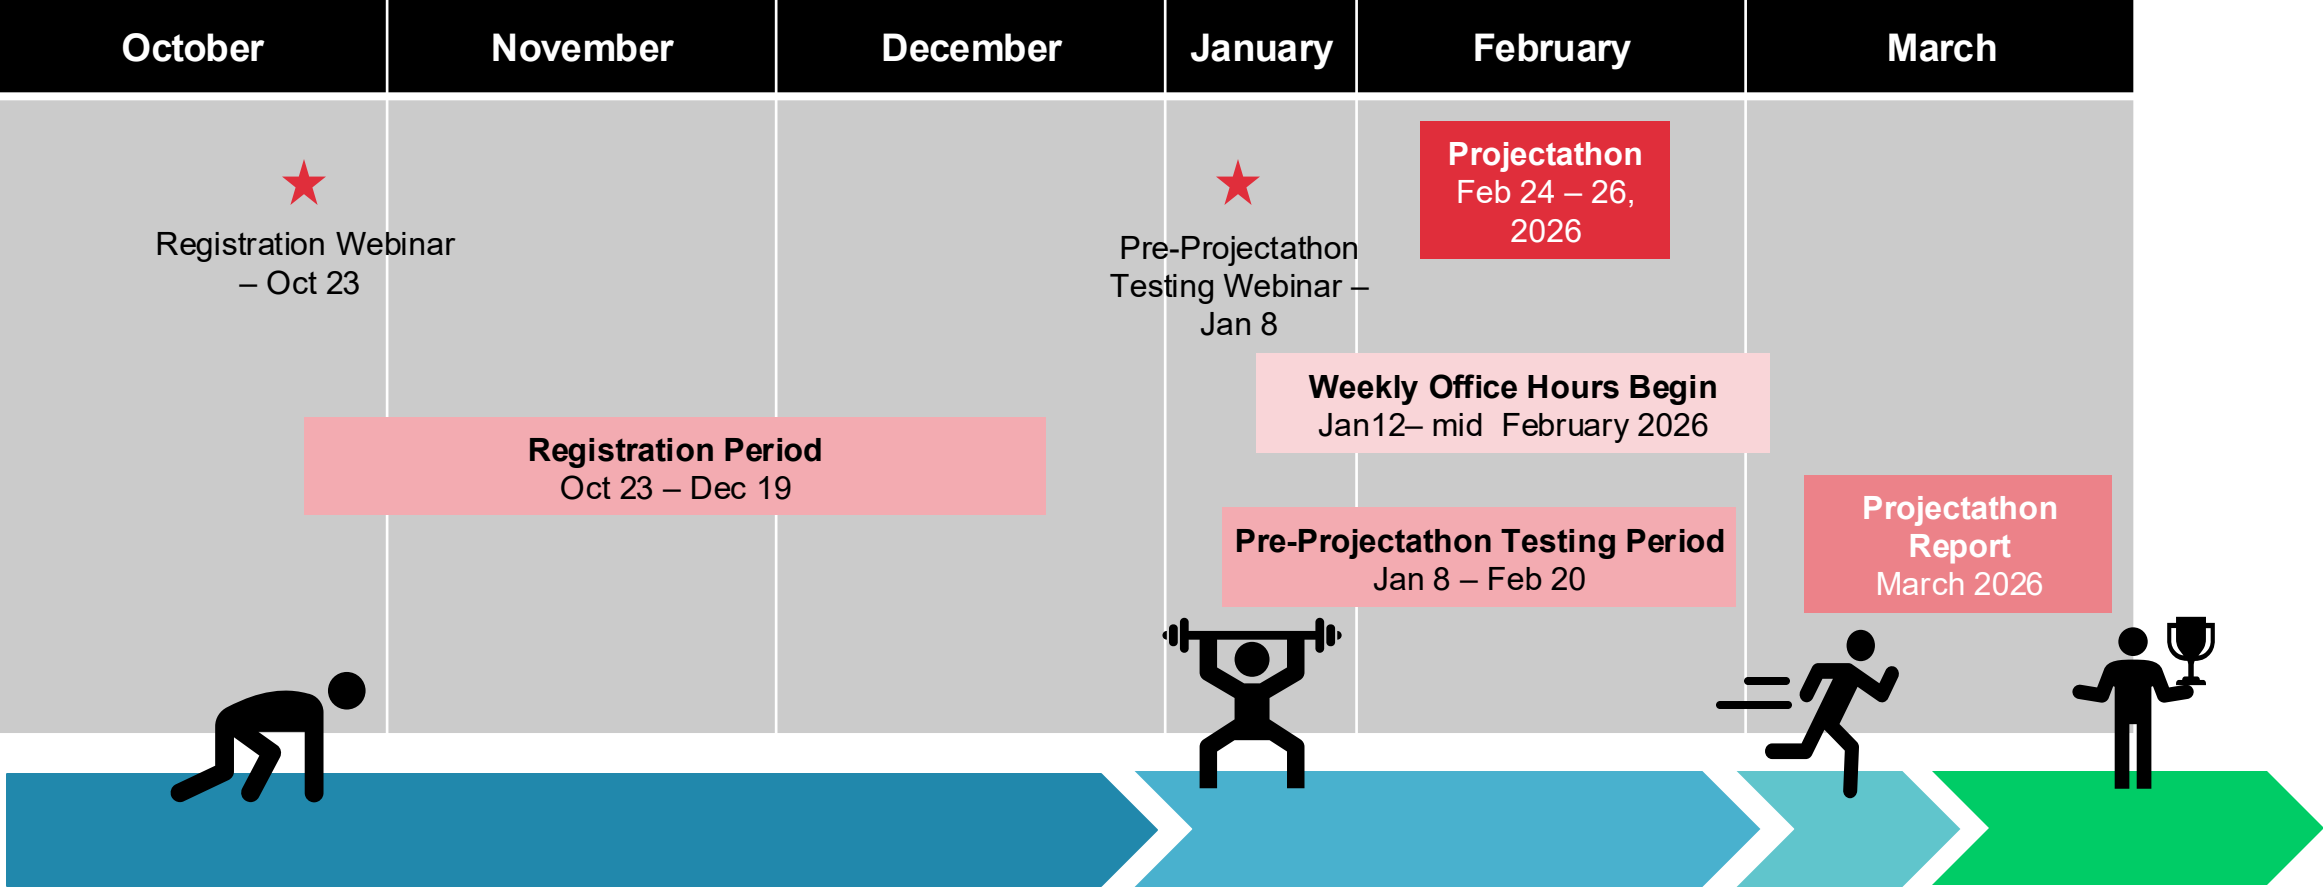 October
November
December
January
February
March
Registration Webinar
– Oct 23
Pre-Projectathon
Testing Webinar –
Jan 8
Projectathon
Feb 24 – 26,
2026
Weekly Office Hours Begin
Jan12– mid  February 2026
Registration Period
Oct 23 – Dec 19
Pre-Projectathon Testing Period
Jan 8 – Feb 20
Projectathon
Report
March 2026